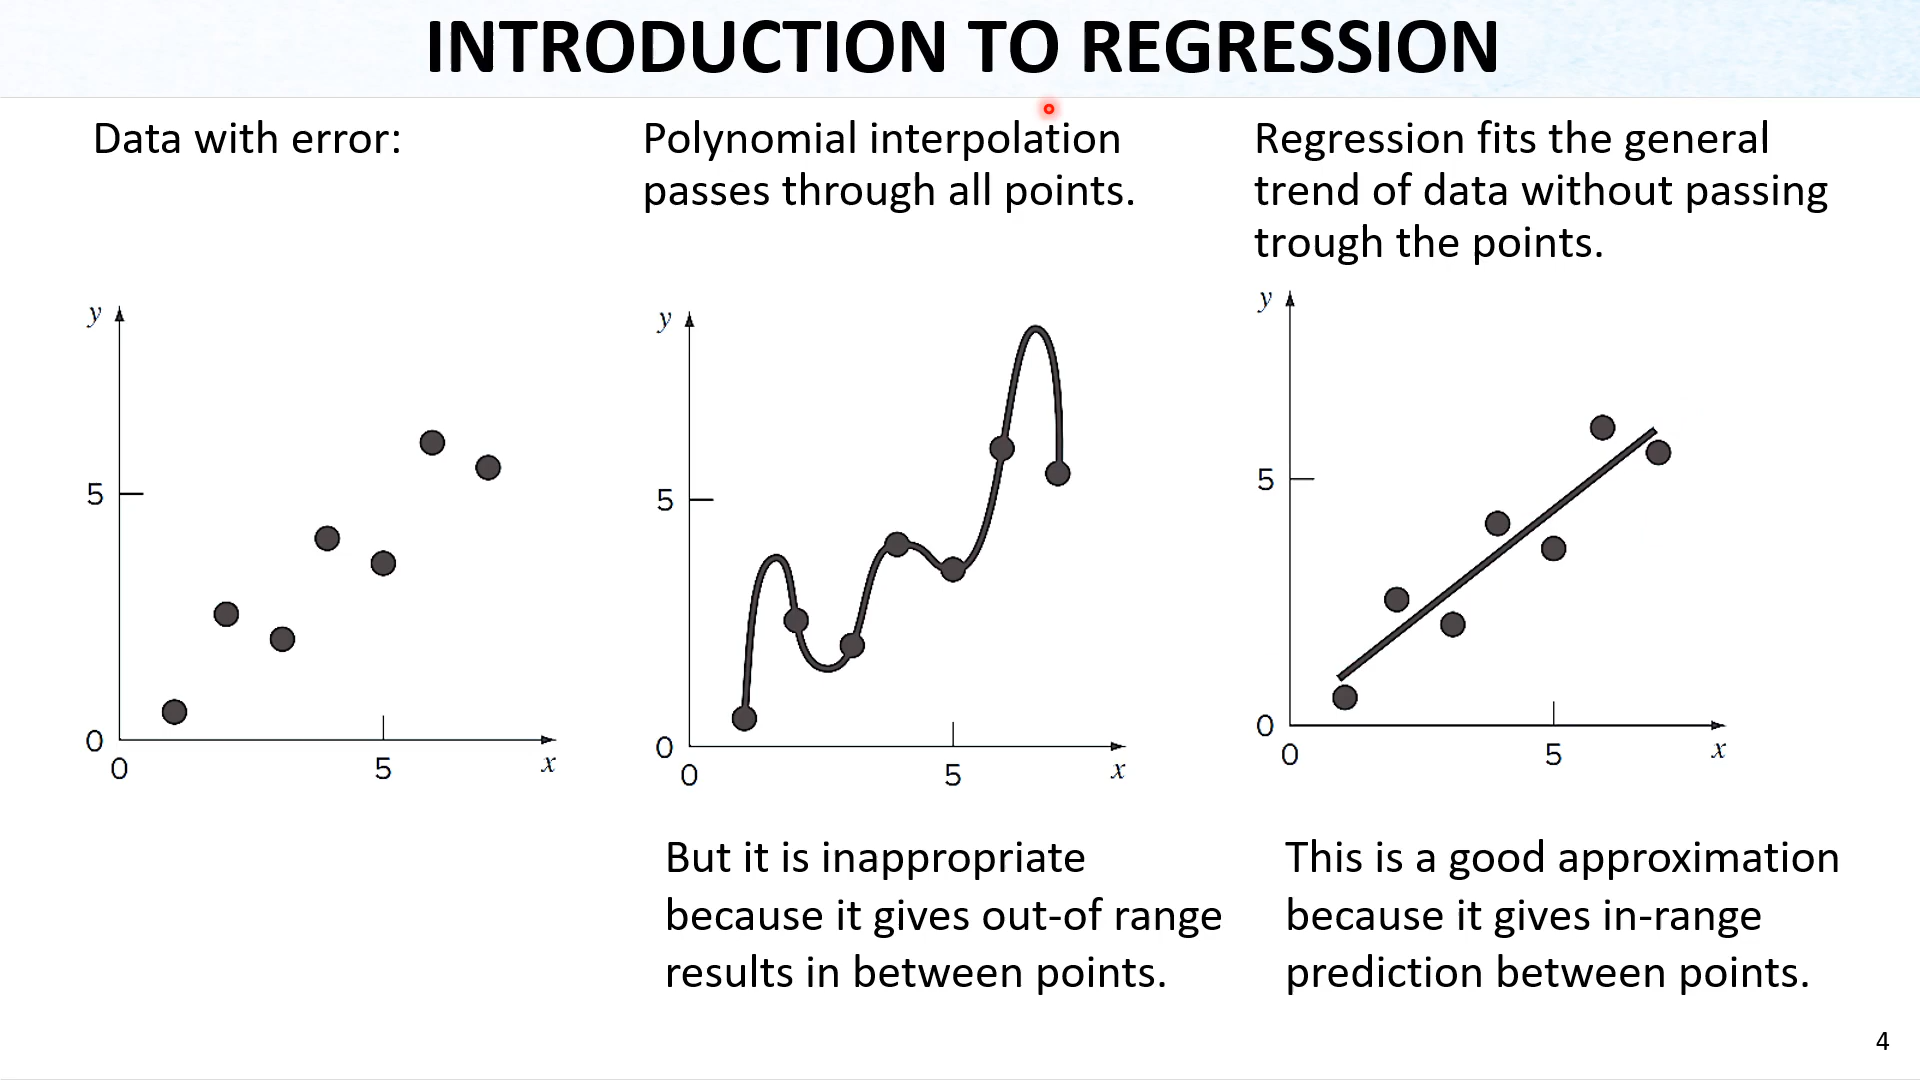 INTRODUCTION TO REGRESSION
Data with error:
Polynomial interpolation
passes through all points.
Regression fits the general
trend of data without passing
trough the points.
y
5
0
0
5
x
y
5
0
0
5
x
y
5
0
0
5
x
But it is inappropriate
because it gives out-of range
results in between points.
This is a good approximation
because it gives in-range
prediction between points.
4